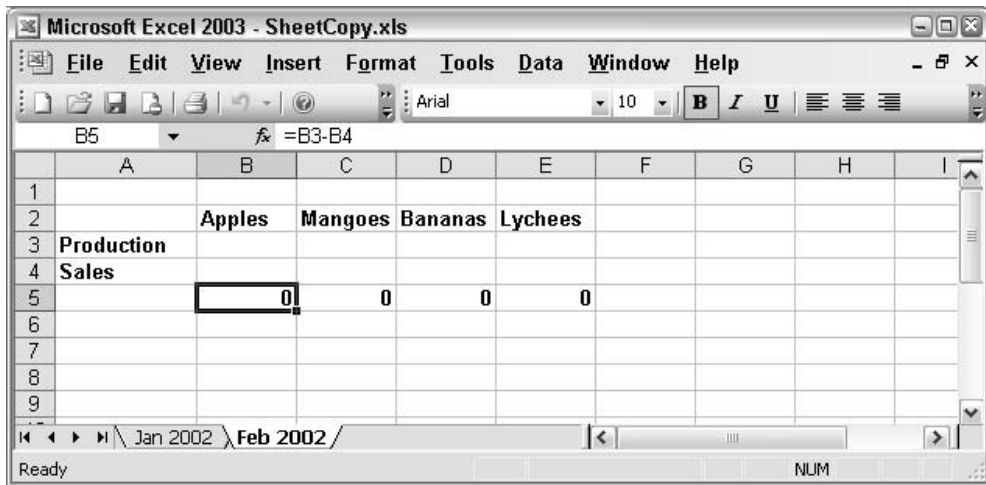 Microsoft Excel 2003 - SheetCopy.xls
File Edit View Insert Format Tools Data Window Help
Arial 10 B I U
B5 fx =B3-B4
A B C D E F G H I
1
2 Apples Mangoes Bananas Lychees
3 Production
4 Sales
5 0 0 0 0
6
7
8
9
Jan 2002 Feb 2002
Ready NUM